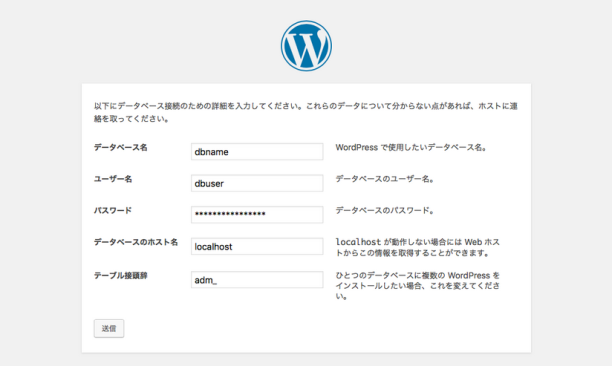 以下にデータベース接続のための詳細を入力してください。これらのデータについて分からない点があれば、ホストに連
絡を取ってください。
データベース名
dbname
WordPress で使用したいデータベース名。
ユーザー名
dbuser
データベースのユーザー名。
パスワード
****************
データベースのパスワード。
データベースのホスト名
localhost
localhost が動作しない場合には Web ホス
トからこの情報を取得することができます。
テーブル接頭辞
adm_
ひとつのデータベースに複数の WordPress を
インストールしたい場合、これを変えてくださ
い。
送信